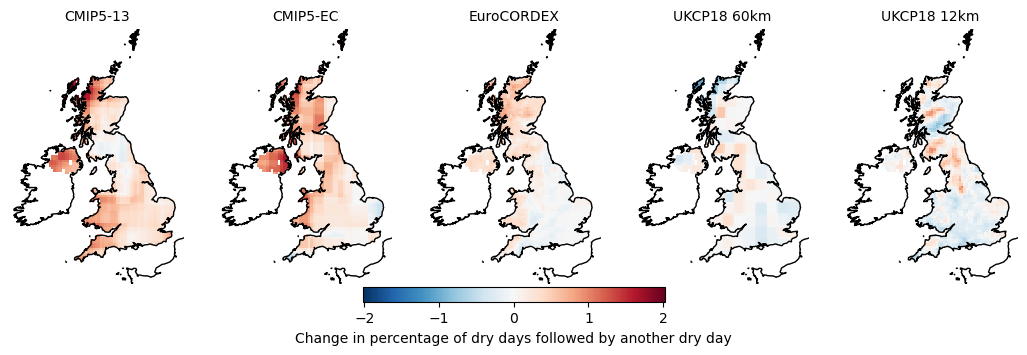 CMIP5-13 CMIP5-EC EuroCORDEX UKCP18 60km UKCP18 12km
−2 −1 0 1 2
Change in percentage of dry days followed by another dry day